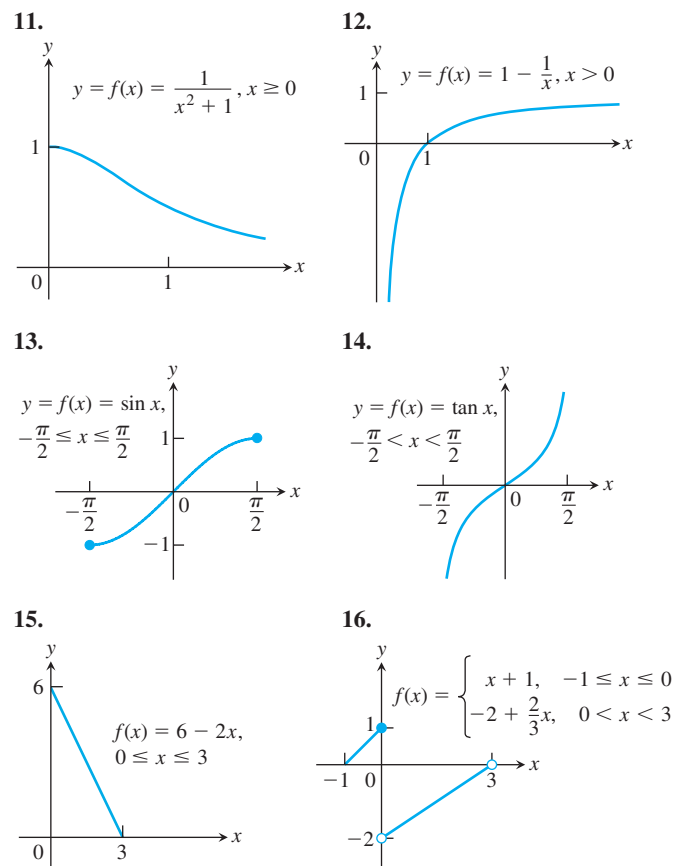 11.
y
y = f(x) = 1/(x² + 1), x ≥ 0
1
0
1
x
12.
y
y = f(x) = 1 − 1/x, x > 0
1
0
1
x
13.
y
y = f(x) = sin x,
−π/2 ≤ x ≤ π/2
1
−π/2
0
π/2
x
−1
14.
y
y = f(x) = tan x,
−π/2 < x < π/2
−π/2
0
π/2
x
15.
y
6
f(x) = 6 − 2x,
0 ≤ x ≤ 3
0
3
x
16.
y
f(x) = { x + 1, −1 ≤ x ≤ 0
−2 + 2/3 x, 0 < x < 3
1
−1
0
3
x
−2